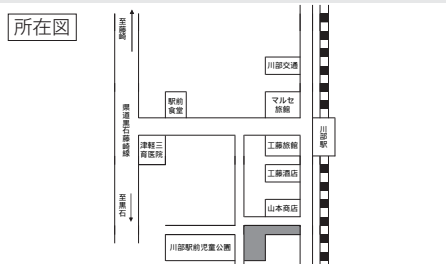 所在図
至藤崎
川部交通
駅前
食堂
マルセ
旅館
県道黒石藤崎線
川部駅
津軽三
育医院
工藤旅館
工藤酒店
至黒石
山本商店
川部駅前児童公園